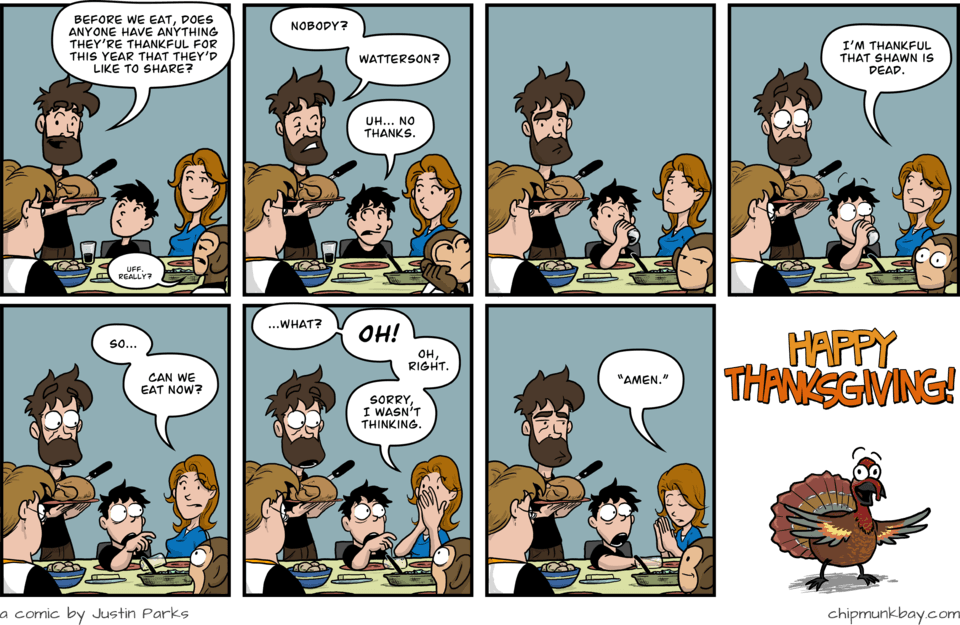 BEFORE WE EAT, DOES
ANYONE HAVE ANYTHING
THEY'RE THANKFUL FOR
THIS YEAR THAT THEY'D
LIKE TO SHARE?
UFF.
REALLY?
NOBODY?
WATTERSON?
UH... NO
THANKS.
I'M THANKFUL
THAT SHAWN IS
DEAD.
SO...
CAN WE
EAT NOW?
...WHAT?
OH!
OH,
RIGHT.
SORRY,
I WASN'T
THINKING.
"AMEN."
HAPPY
THANKSGIVING!
a comic by Justin Parks
chipmunkbay.com